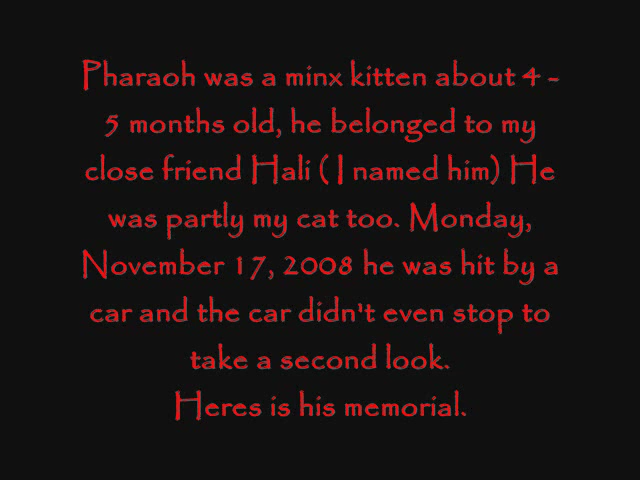 Pharaoh was a minx kitten about 4 -
5 months old, he belonged to my
close friend Hali ( I named him) He
was partly my cat too. Monday,
November 17, 2008 he was hit by a
car and the car didn't even stop to
take a second look.
Heres is his memorial.